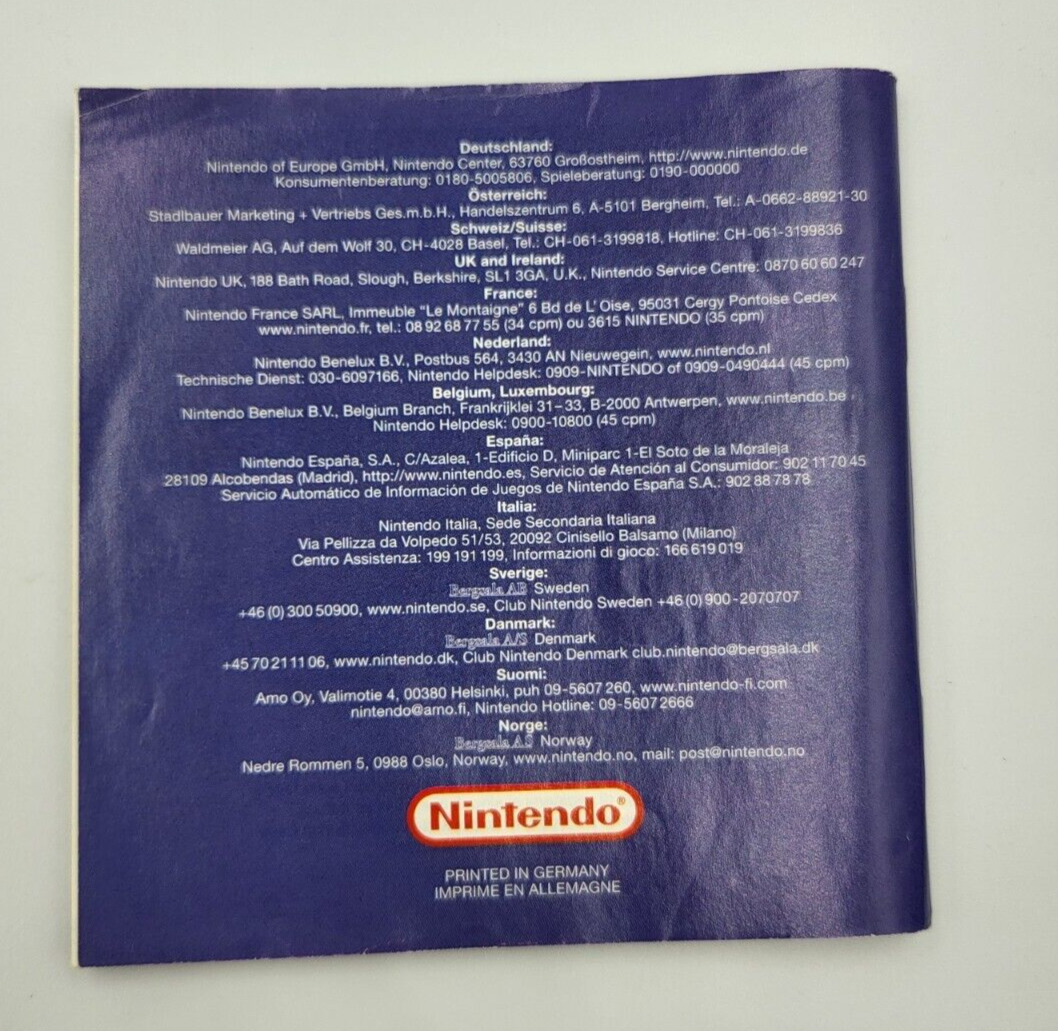 Deutschland:
Nintendo of Europe GmbH, Nintendo Center, 63760 Großostheim, http://www.nintendo.de
Konsumentenberatung: 0180-5005806, Spieleberatung: 0190-000000
Österreich:
Stadlbauer Marketing + Vertriebs Ges.m.b.H., Handelszentrum 6, A-5101 Bergheim, Tel.: A-0662-88921-30
Schweiz/Suisse:
Waldmeier AG, Auf dem Wolf 30, CH-4028 Basel, Tel.: CH-061-3199818, Hotline: CH-061-3199836
UK and Ireland:
Nintendo UK, 188 Bath Road, Slough, Berkshire, SL1 3GA, U.K., Nintendo Service Centre: 0870 60 60 247
France:
Nintendo France SARL, Immeuble "Le Montaigne" 6 Bd de L' Oise, 95031 Cergy Pontoise Cedex
www.nintendo.fr, tel.: 08 92 68 77 55 (34 cpm) ou 3615 NINTENDO (35 cpm)
Nederland:
Nintendo Benelux B.V., Postbus 564, 3430 AN Nieuwegein, www.nintendo.nl
Technische Dienst: 030-6097166, Nintendo Helpdesk: 0909-NINTENDO of 0909-0490444 (45 cpm)
Belgium, Luxembourg:
Nintendo Benelux B.V., Belgium Branch, Frankrijklei 31–33, B-2000 Antwerpen, www.nintendo.be,
Nintendo Helpdesk: 0900-10800 (45 cpm)
España:
Nintendo España, S.A., C/Azalea, 1-Edificio D, Miniparc 1-El Soto de la Moraleja
28109 Alcobendas (Madrid), http://www.nintendo.es, Servicio de Atención al Consumidor: 902 11 70 45
Servicio Automático de Información de Juegos de Nintendo España S.A.: 902 88 78 78
Italia:
Nintendo Italia, Sede Secondaria Italiana
Via Pellizza da Volpedo 51/53, 20092 Cinisello Balsamo (Milano)
Centro Assistenza: 199 191 199, Informazioni di gioco: 166 619 019
Sverige:
Bergsala AB Sweden
+46 (0) 300 50900, www.nintendo.se, Club Nintendo Sweden +46 (0) 900-2070707
Danmark:
Bergsala A/S Denmark
+45 70 21 11 06, www.nintendo.dk, Club Nintendo Denmark club.nintendo@bergsala.dk
Suomi:
Amo Oy, Valimotie 4, 00380 Helsinki, puh 09-5607 260, www.nintendo-fi.com
nintendo@amo.fi, Nintendo Hotline: 09-5607 2666
Norge:
Bergsala AS Norway
Nedre Rommen 5, 0988 Oslo, Norway, www.nintendo.no, mail: post@nintendo.no
Nintendo®
PRINTED IN GERMANY
IMPRIME EN ALLEMAGNE